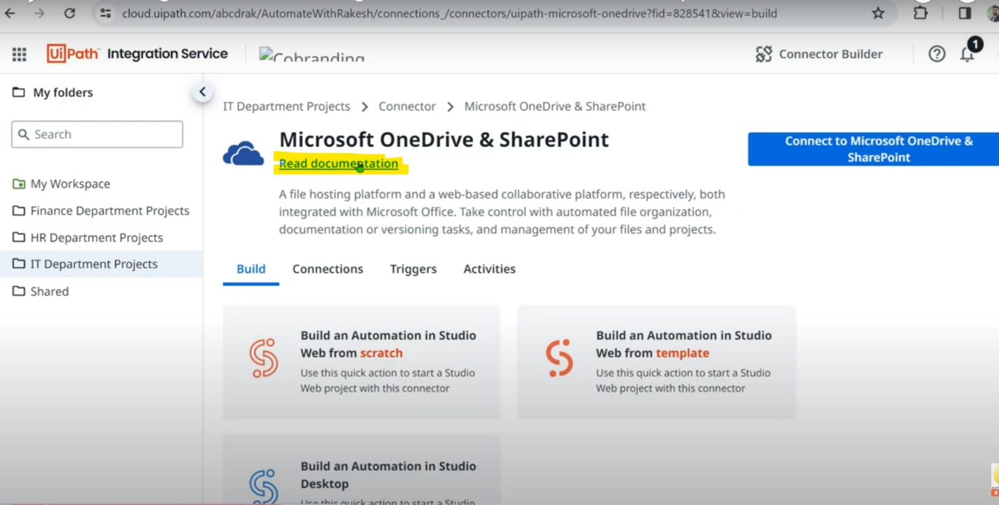 cloud.uipath.com/abcdrak/AutomateWithRakesh/connections_/connectors/uipath-microsoft-onedrive?fid=828541&view=build
UiPath Integration Service
Cobranding
Connector Builder
1
My folders
IT Department Projects > Connector > Microsoft OneDrive & SharePoint
Search
Microsoft OneDrive & SharePoint
Connect to Microsoft OneDrive &
SharePoint
Read documentation
My Workspace
A file hosting platform and a web-based collaborative platform, respectively, both
integrated with Microsoft Office. Take control with automated file organization,
documentation or versioning tasks, and management of your files and projects.
Finance Department Projects
HR Department Projects
IT Department Projects
Shared
Build Connections Triggers Activities
Build an Automation in Studio
Web from scratch
Use this quick action to start a Studio
Web project with this connector
Build an Automation in Studio
Web from template
Use this quick action to start a Studio
Web project with this connector
Build an Automation in Studio
Desktop
Use this quick action to start a Studio